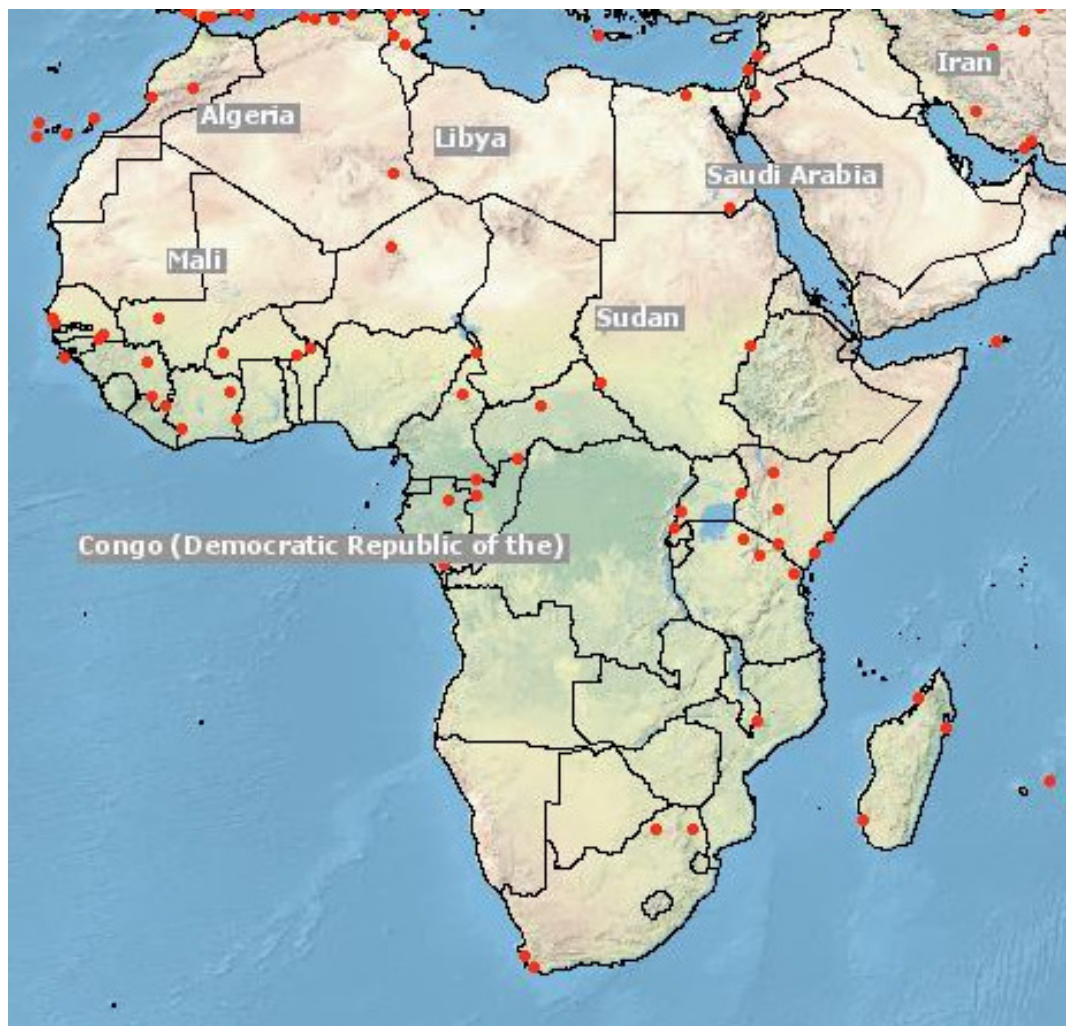 Iran
Algeria
Libya
Saudi Arabia
Mali
Sudan
Congo (Democratic Republic of the)